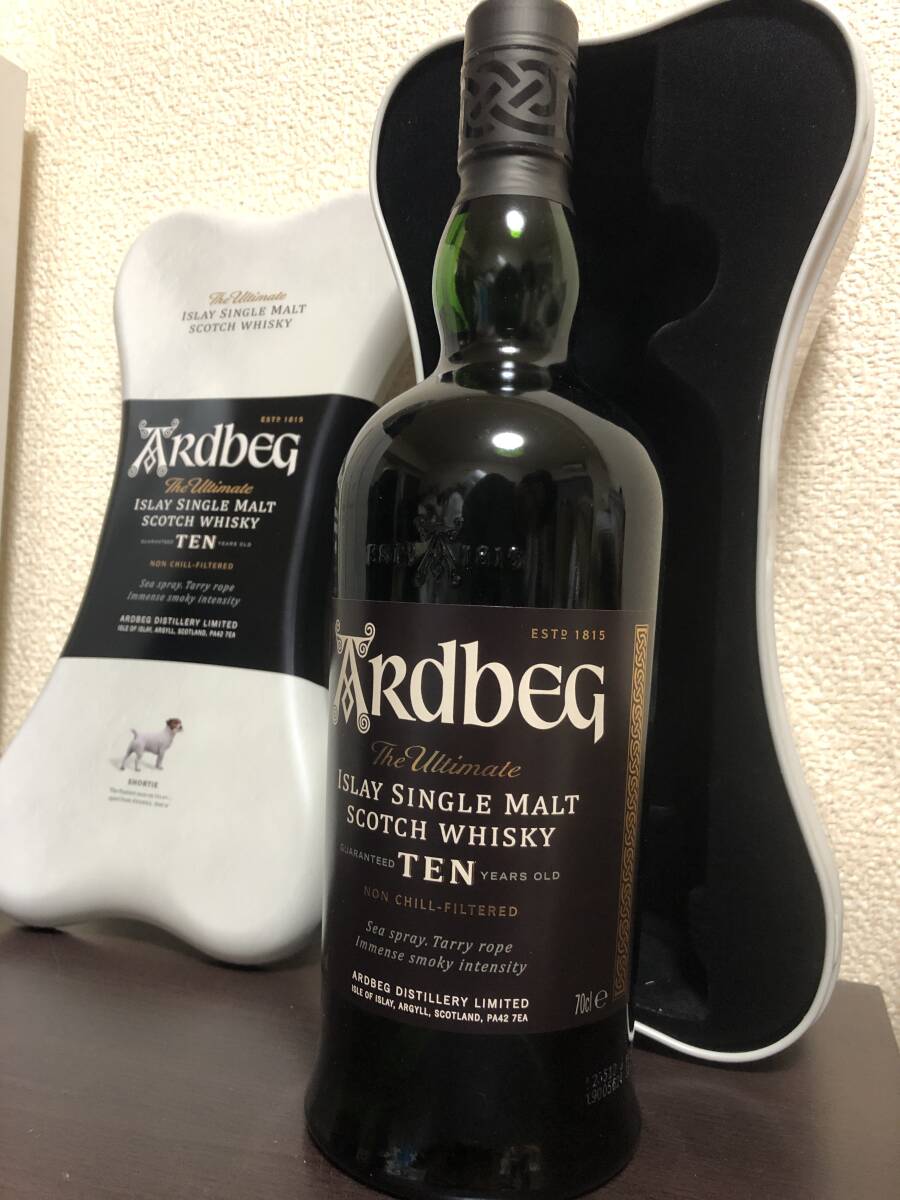 The Ultimate
ISLAY SINGLE MALT
SCOTCH WHISKY
ESTD 1815
ARDBEG
The Ultimate
ISLAY SINGLE MALT
SCOTCH WHISKY
GUARANTEED TEN YEARS OLD
NON CHILL-FILTERED
Sea spray. Tarry rope
Immense smoky intensity
ARDBEG DISTILLERY LIMITED
ISLE OF ISLAY, ARGYLL, SCOTLAND, PA42 7EA
SHORTIE
ESTD 1815
ESTD 1815
ARDBEG
The Ultimate
ISLAY SINGLE MALT
SCOTCH WHISKY
GUARANTEED TEN YEARS OLD
NON CHILL-FILTERED
Sea spray. Tarry rope
Immense smoky intensity
ARDBEG DISTILLERY LIMITED
ISLE OF ISLAY, ARGYLL, SCOTLAND, PA42 7EA
70cl e